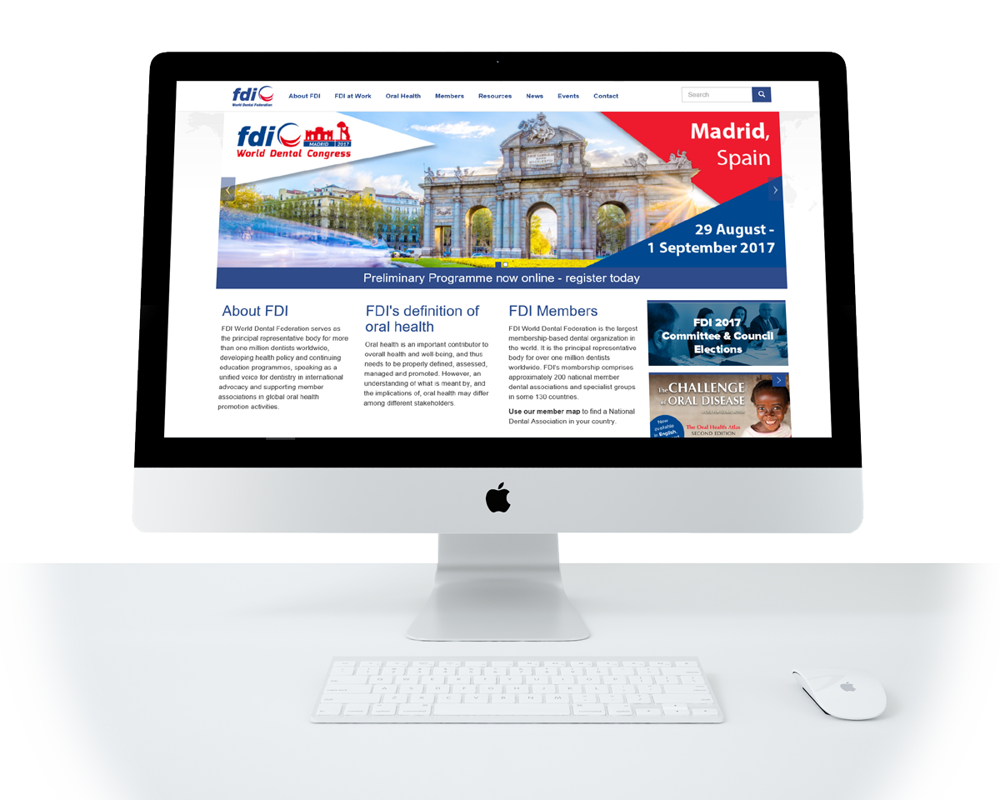 fdi
World Dental Federation
About FDI FDI at Work Oral Health Members Resources News Events Contact
Search
fdi
MADRID 2017
World Dental Congress
Madrid,
Spain
29 August -
1 September 2017
Preliminary Programme now online - register today
About FDI
FDI World Dental Federation serves as
the principal representative body for more
than one million dentists worldwide,
developing health policy and continuing
education programmes, speaking as a
unified voice for dentistry in international
advocacy and supporting member
associations in global oral health
promotion activities.
FDI's definition of
oral health
Oral health is an important contributor to
overall health and well-being, and thus
needs to be properly defined, assessed,
managed and promoted. However, an
understanding of what is meant by, and
the implications of, oral health may differ
among different stakeholders.
FDI Members
FDI World Dental Federation is the largest
membership-based dental organization in
the world. It is the principal representative
body for over one million dentists
worldwide. FDI's membership comprises
approximately 200 national member
dental associations and specialist groups
in some 130 countries.
Use our member map to find a National
Dental Association in your country.
FDI 2017
Committee & Council
Elections
The CHALLENGE
of ORAL DISEASE
The Oral Health Atlas
SECOND EDITION
Now
available
in English,
Q W E R T Y U I O P
A S D F G H J K L
Z X C V B N M